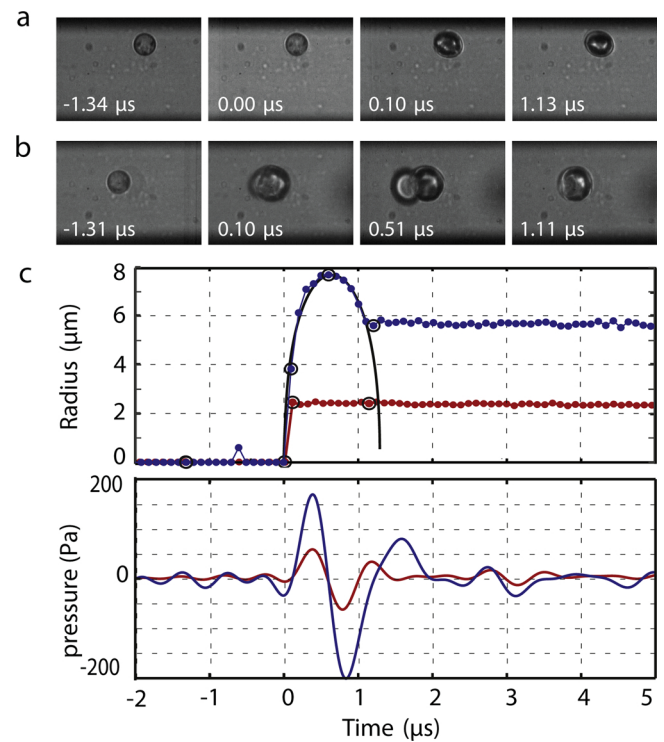 a
-1.34 µs 0.00 µs 0.10 µs 1.13 µs
b
-1.31 µs 0.10 µs 0.51 µs 1.11 µs
c
8
6
4
2
0
Radius (µm)
200
0
-200
pressure (Pa)
-2 -1 0 1 2 3 4 5
Time (µs)